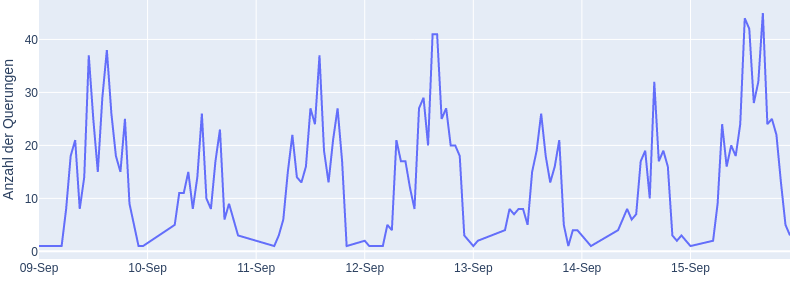 Anzahl der Querungen
40
30
20
10
0
09-Sep
10-Sep
11-Sep
12-Sep
13-Sep
14-Sep
15-Sep